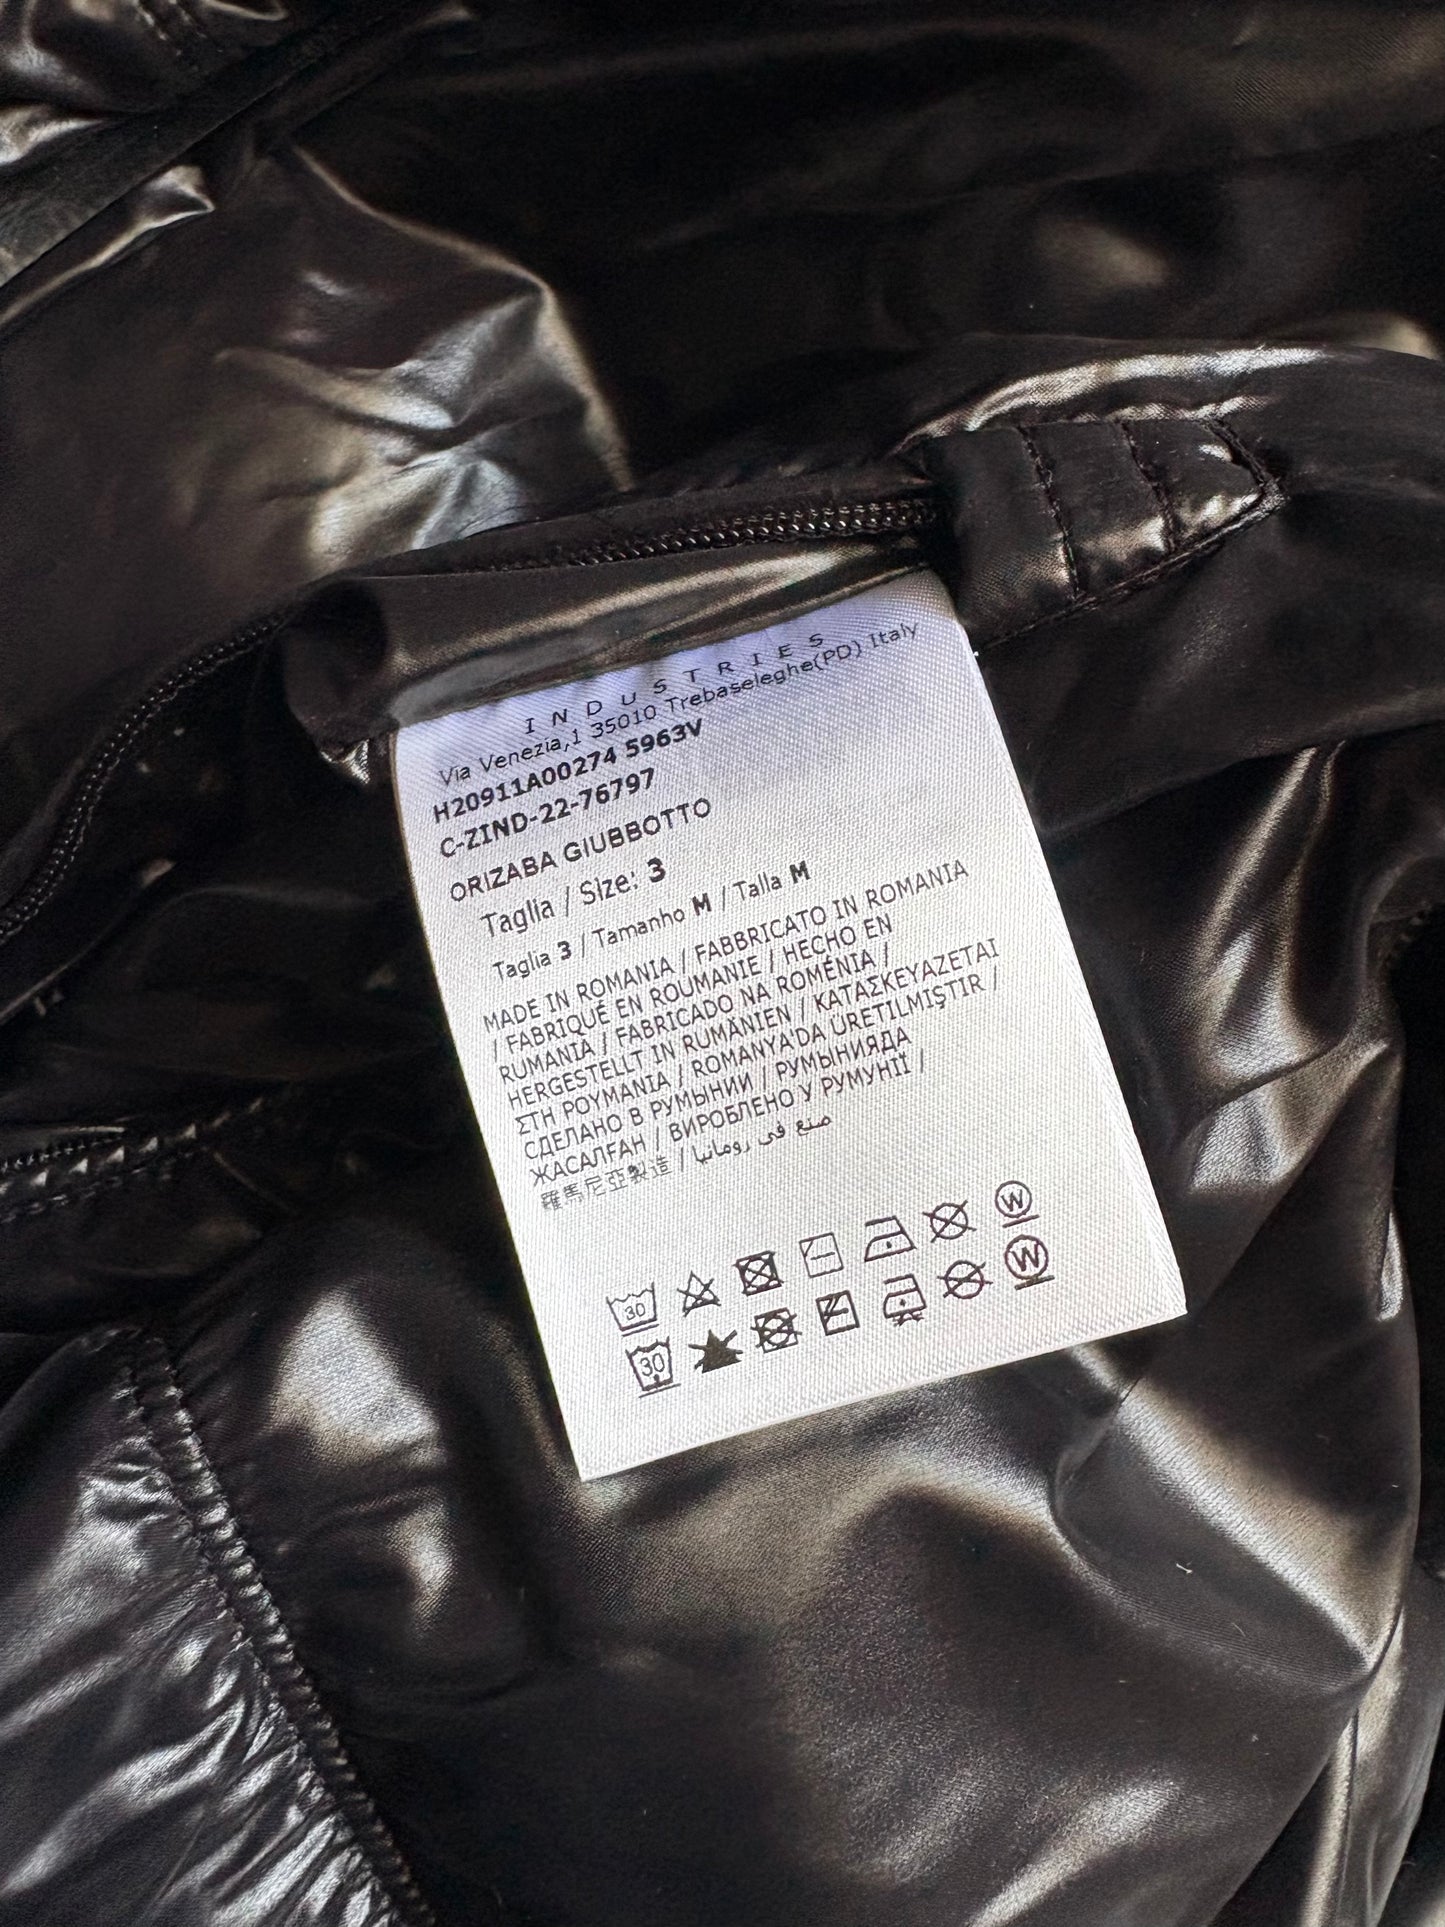 INDUSTRIES
Via Venezia,1 35010 Trebaseleghe(PD) Italy
H20911A00274 5963V
C-ZIND-22-76797
ORIZABA GIUBBOTTO
Taglia / Size: 3
Taglia 3 / Tamanho M / Talla M
MADE IN ROMANIA / FABBRICATO IN ROMANIA
/ FABRIQUÉ EN ROUMANIE / HECHO EN
RUMANIA / FABRICADO NA ROMÉNIA /
HERGESTELLT IN RUMÄNIEN / ΚΑΤΑΣΚΕΥΑΖΕΤΑΙ
ΣΤΗ ΡΟΥΜΑΝΙΑ / ROMANYA'DA ÜRETILMIŞTIR /
СДЕЛАНО В РУМЫНИИ / РУМЫНИЯДА
ЖАСАЛҒАН / ВИРОБЛЕНО У РУМУНІЇ /
羅馬尼亞製造 / صنع في رومانيا
30 W
30 W